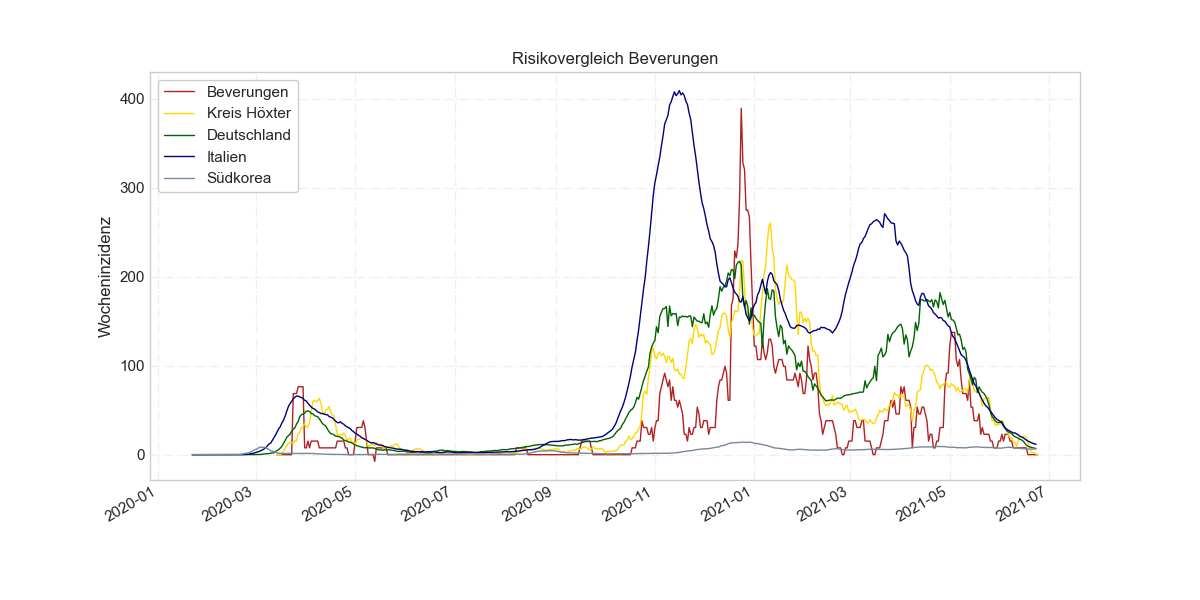 Risikovergleich Beverungen
Wocheninzidenz
400
300
200
100
0
Beverungen
Kreis Höxter
Deutschland
Italien
Südkorea
2020-01
2020-03
2020-05
2020-07
2020-09
2020-11
2021-01
2021-03
2021-05
2021-07